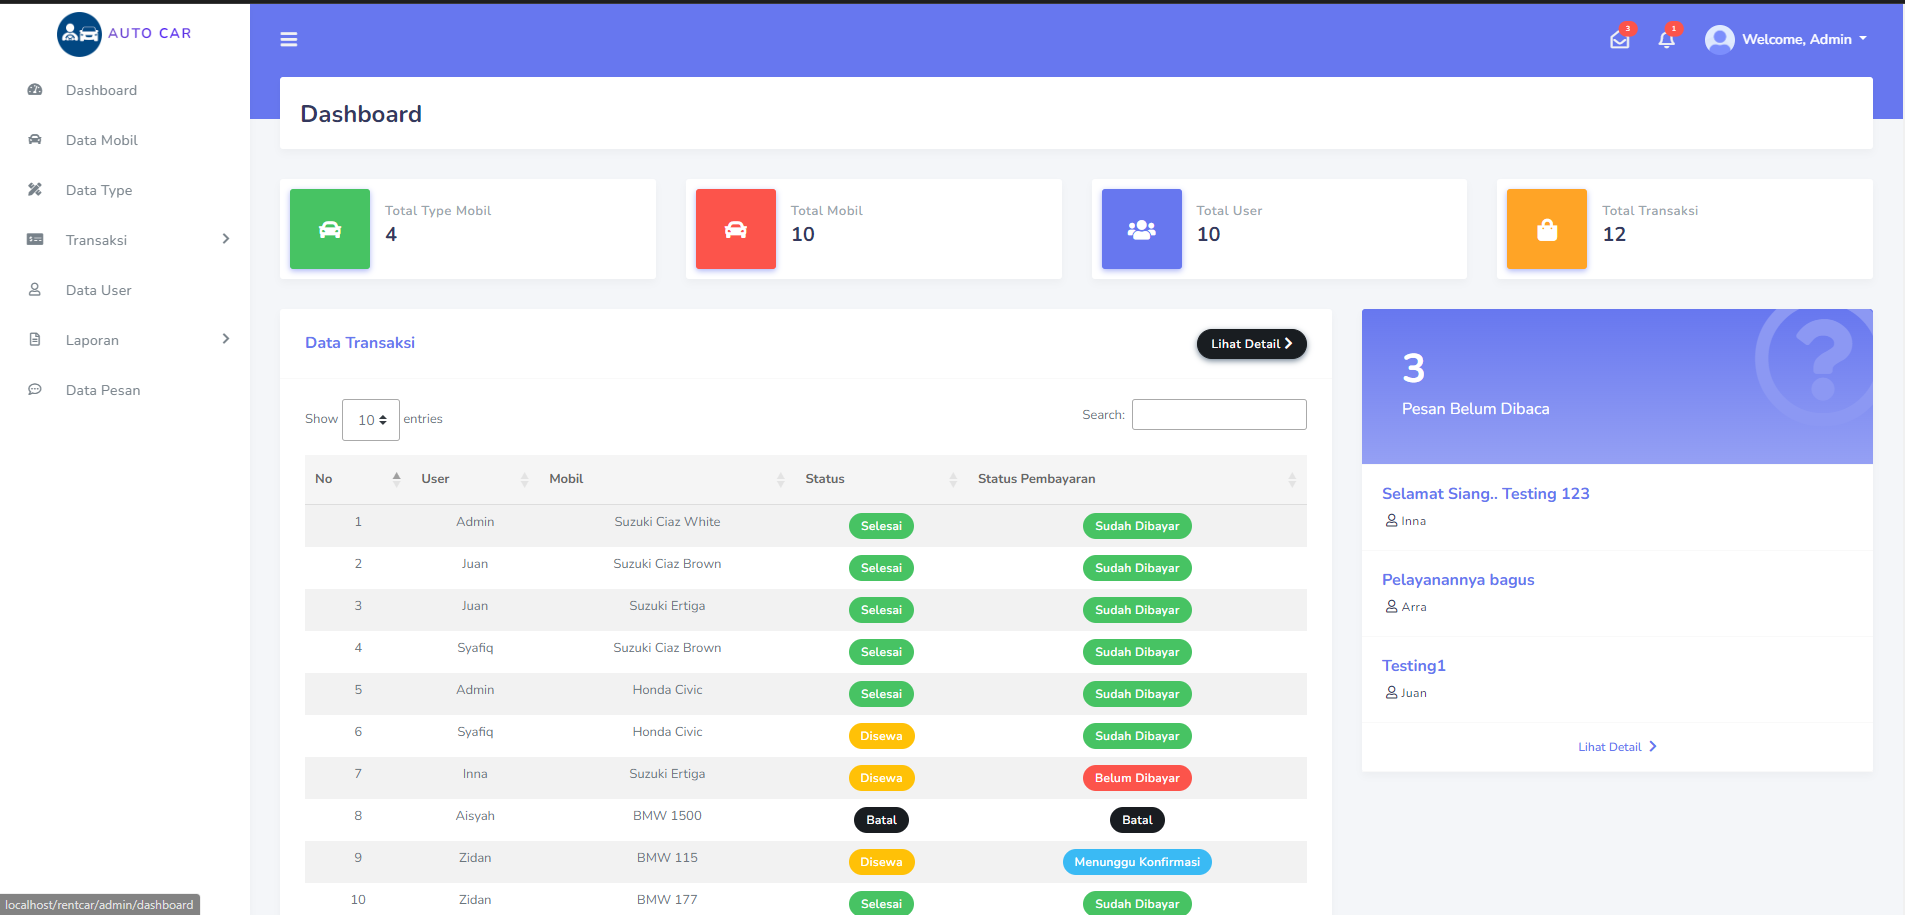 AUTO CAR
Dashboard
Data Mobil
Data Type
Transaksi
Data User
Laporan
Data Pesan
3
1
Welcome, Admin
Dashboard
Total Type Mobil
4
Total Mobil
10
Total User
10
Total Transaksi
12
Data Transaksi
Lihat Detail
Show 10 entries
Search:
No User Mobil Status Status Pembayaran
1 Admin Suzuki Ciaz White Selesai Sudah Dibayar
2 Juan Suzuki Ciaz Brown Selesai Sudah Dibayar
3 Juan Suzuki Ertiga Selesai Sudah Dibayar
4 Syafiq Suzuki Ciaz Brown Selesai Sudah Dibayar
5 Admin Honda Civic Selesai Sudah Dibayar
6 Syafiq Honda Civic Disewa Sudah Dibayar
7 Inna Suzuki Ertiga Disewa Belum Dibayar
8 Aisyah BMW 1500 Batal Batal
9 Zidan BMW 115 Disewa Menunggu Konfirmasi
10 Zidan BMW 177 Selesai Sudah Dibayar
3
Pesan Belum Dibaca
Selamat Siang.. Testing 123
Inna
Pelayanannya bagus
Arra
Testing1
Juan
Lihat Detail
localhost/rentcar/admin/dashboard